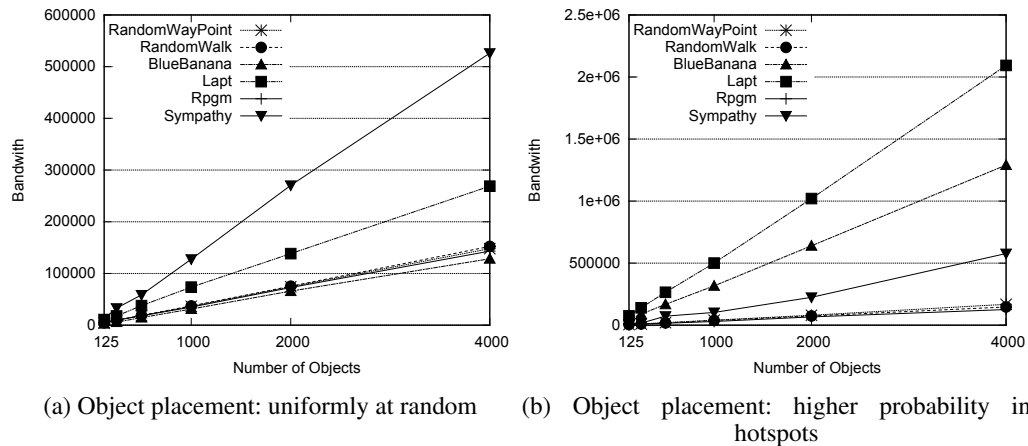 600000
500000
400000
300000
200000
100000
0
125
1000
2000
4000
Bandwith
Number of Objects
RandomWayPoint
RandomWalk
BlueBanana
Lapt
Rpgm
Sympathy
(a) Object placement: uniformly at random
2.5e+06
2e+06
1.5e+06
1e+06
500000
0
125
1000
2000
4000
Bandwith
Number of Objects
RandomWayPoint
RandomWalk
BlueBanana
Lapt
Rpgm
Sympathy
(b) Object placement: higher probability in
hotspots